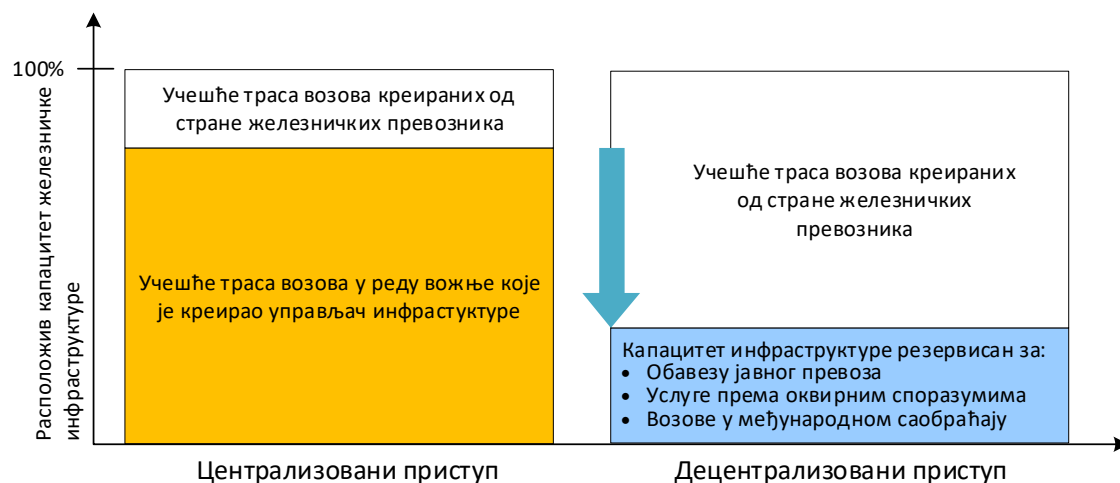 100%
Расположив капацитет железничке
инфраструктуре
Учешће траса возова креираних од
стране железничких превозника
Учешће траса возова у реду вожње које
је креирао управљач инфрастуктуре
Централизовани приступ
Учешће траса возова креираних
од стране железничких
превозника
Капацитет инфраструктуре резервисан за:
• Обавезу јавног превоза
• Услуге према оквирним споразумима
• Возове у међународном саобраћају
Децентрализовани приступ